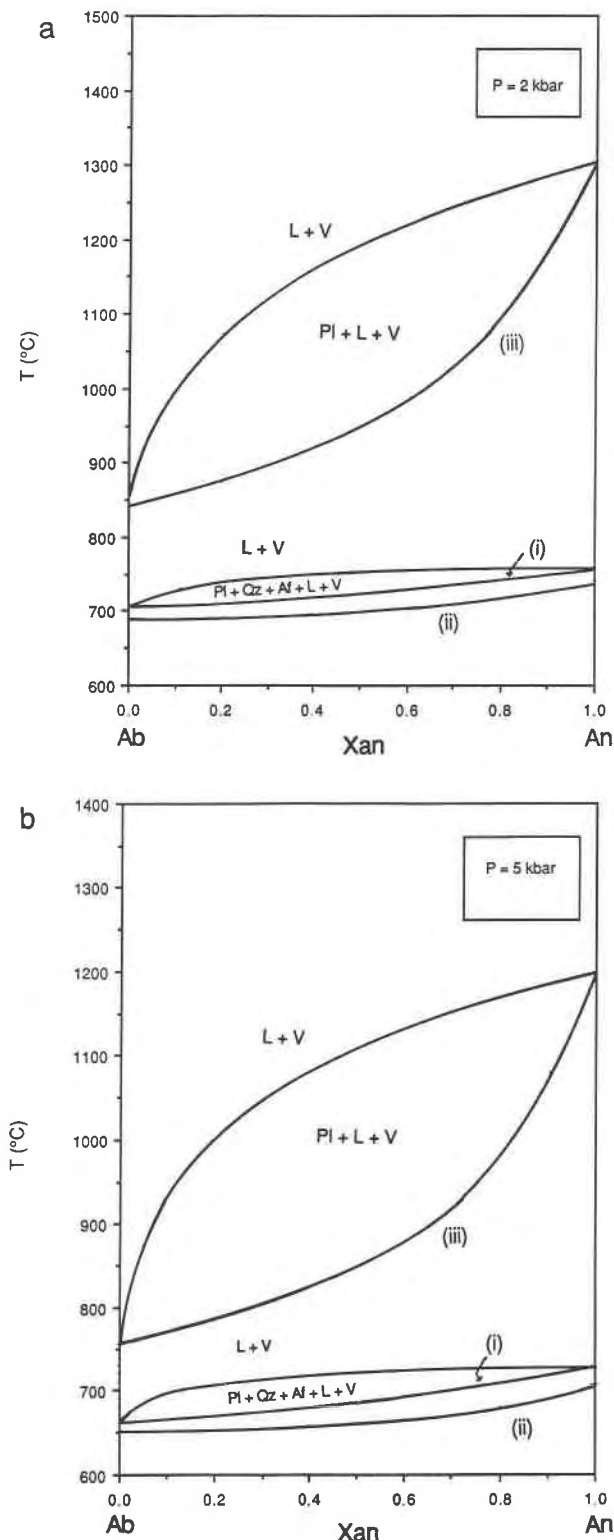 a
1500
P = 2 kbar
1400
1300
L + V
1200
Pl + L + V
1100
(iii)
T (°C)
1000
900
800
L + V
(i)
Pl + Qz + Af + L + V
700
(ii)
600
0.0 0.2 0.4 0.6 0.8 1.0
Ab Xan An
b
1400
P = 5 kbar
1300
1200
L + V
1100
Pl + L + V
1000
T (°C)
900
(iii)
800
L + V
(i)
700
Pl + Qz + Af + L + V
(ii)
600
0.0 0.2 0.4 0.6 0.8 1.0
Ab Xan An